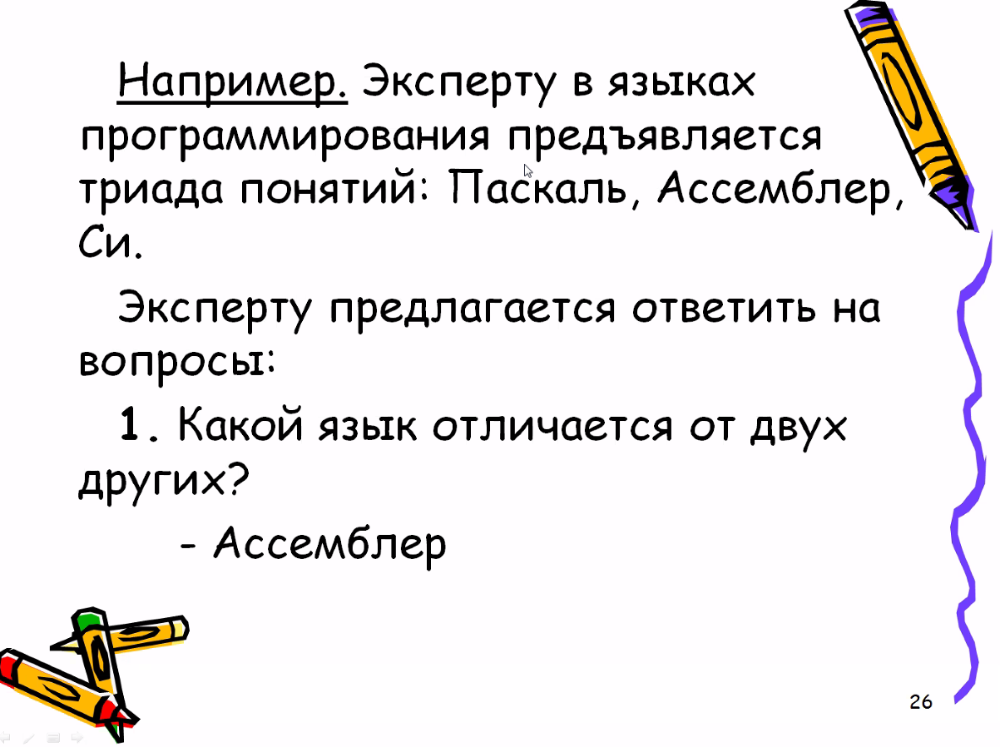 Например. Эксперту в языках
программирования предъявляется
триада понятий: Паскаль, Ассемблер,
Си.
Эксперту предлагается ответить на
вопросы:
1. Какой язык отличается от двух
других?
- Ассемблер
26